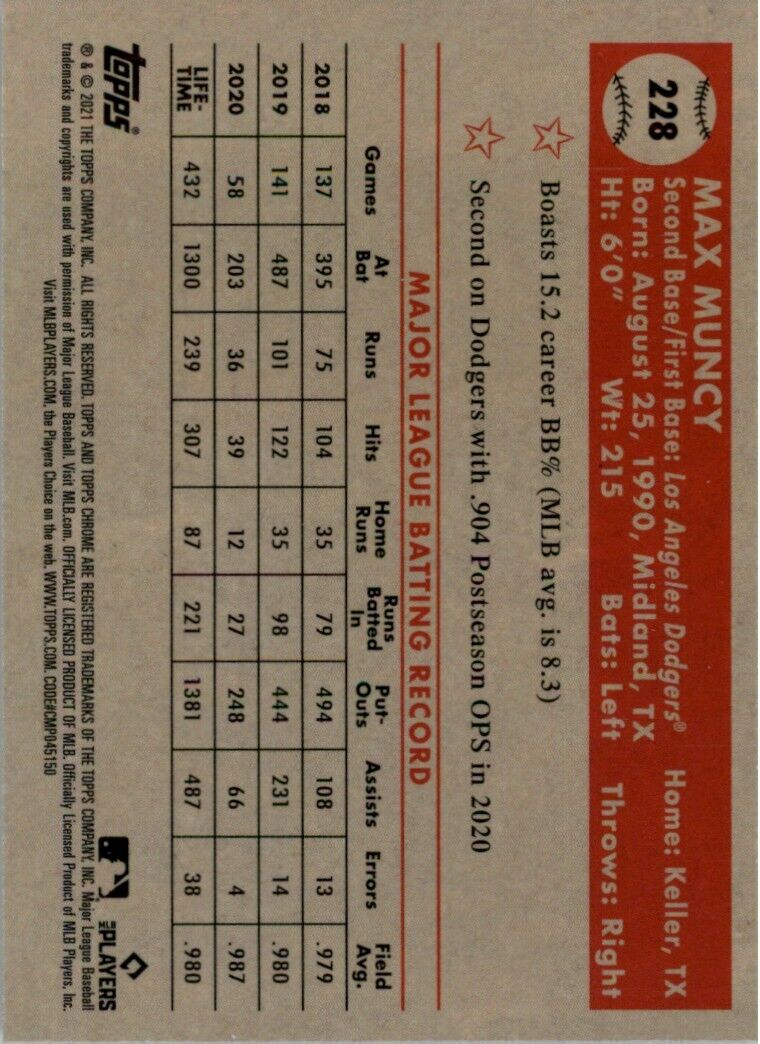 228
MAX MUNCY
Second Base/First Base: Los Angeles Dodgers® Home: Keller, TX
Born: August 25, 1990, Midland, TX
Ht: 6'0" Wt: 215 Bats: Left Throws: Right
Boasts 15.2 career BB% (MLB avg. is 8.3)
Second on Dodgers with .904 Postseason OPS in 2020
MAJOR LEAGUE BATTING RECORD
Games At Bat Runs Hits Home Runs Runs Batted In Put-Outs Assists Errors Field Avg.
2018 137 395 75 104 35 79 494 108 13 .979
2019 141 487 101 122 35 98 444 231 14 .980
2020 58 203 36 39 12 27 248 66 4 .987
LIFE-TIME 432 1300 239 307 87 221 1381 487 38 .980
topps®
MLB PLAYERS
® & © 2021 THE TOPPS COMPANY, INC. ALL RIGHTS RESERVED. TOPPS AND TOPPS CHROME ARE REGISTERED TRADEMARKS OF THE TOPPS COMPANY, INC. Major League Baseball
trademarks and copyrights are used with permission of Major League Baseball. Visit MLB.com. OFFICIALLY LICENSED PRODUCT OF MLB. Officially Licensed Product of MLB Players, Inc.
Visit MLBPLAYERS.COM, the Players Choice on the web. WWW.TOPPS.COM. CODE#CMP045150